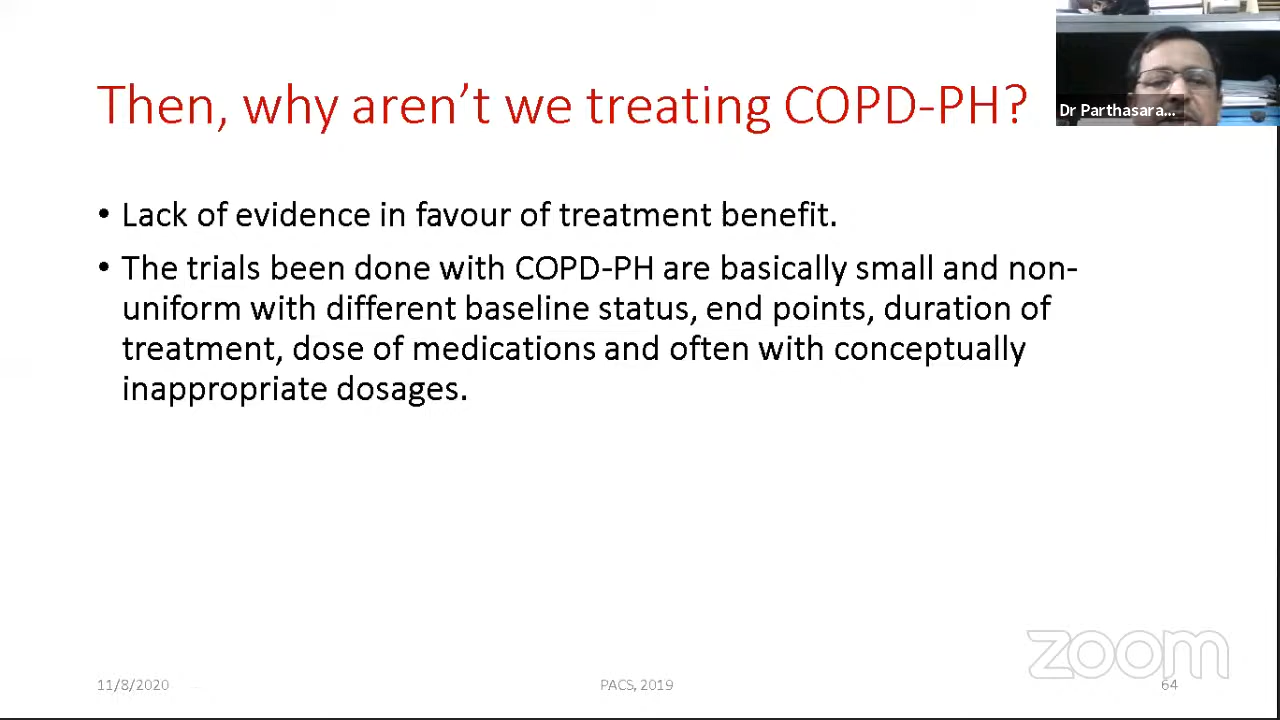 Then, why aren't we treating COPD-PH?
Dr Parthasara...
• Lack of evidence in favour of treatment benefit.
• The trials been done with COPD-PH are basically small and non-
uniform with different baseline status, end points, duration of
treatment, dose of medications and often with conceptually
inappropriate dosages.
zoom
11/8/2020
PACS, 2019
64